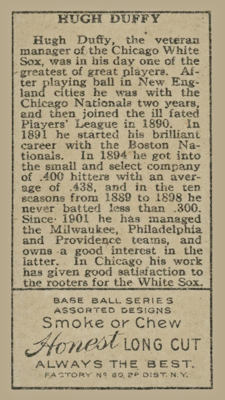 HUGH DUFFY
Hugh Duffy, the veteran
manager of the Chicago White
Sox, was in his day one of the
greatest of great players. Af-
ter playing ball in New Eng-
land cities he was with the
Chicago Nationals two years,
and then joined the ill fated
Players' League in 1890. In
1891 he started his brilliant
career with the Boston Na-
tionals. In 1894 he got into
the small and select company
of .400 hitters with an aver-
age of .438, and in the ten
seasons from 1889 to 1898 he
never batted less than .300.
Since 1901 he has managed
the Milwaukee, Philadelphia
and Providence teams, and
owns a good interest in the
latter. In Chicago his work
has given good satisfaction to
the rooters for the White Sox.
BASE BALL SERIES
ASSORTED DESIGNS
Smoke or Chew
Honest LONG CUT
ALWAYS THE BEST.
FACTORY No 80, 2D DIST. N.Y.